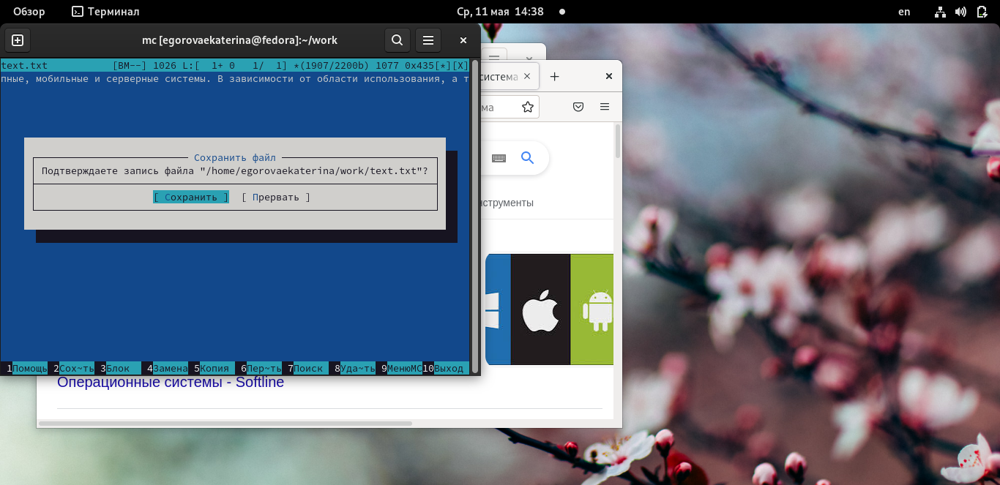 Обзор Терминал Ср, 11 мая 14:38 en
mc [egorovaekaterina@fedora]:~/work
text.txt [BM--] 1026 L:[ 1+ 0 1/ 1] *(1907/2200b) 1077 0x435[*][X]
пные, мобильные и серверные системы. В зависимости от области использования, а т
система
ма
Сохранить файл
Подтверждаете запись файла "/home/egorovaekaterina/work/text.txt"?
[ Сохранить ] [ Прервать ]
нструменты
1Помощь 2Сох~ть 3Блок 4Замена 5Копия 6Пер~ть 7Поиск 8Уда~ть 9МенюMC 10Выход
Операционные системы - Softline